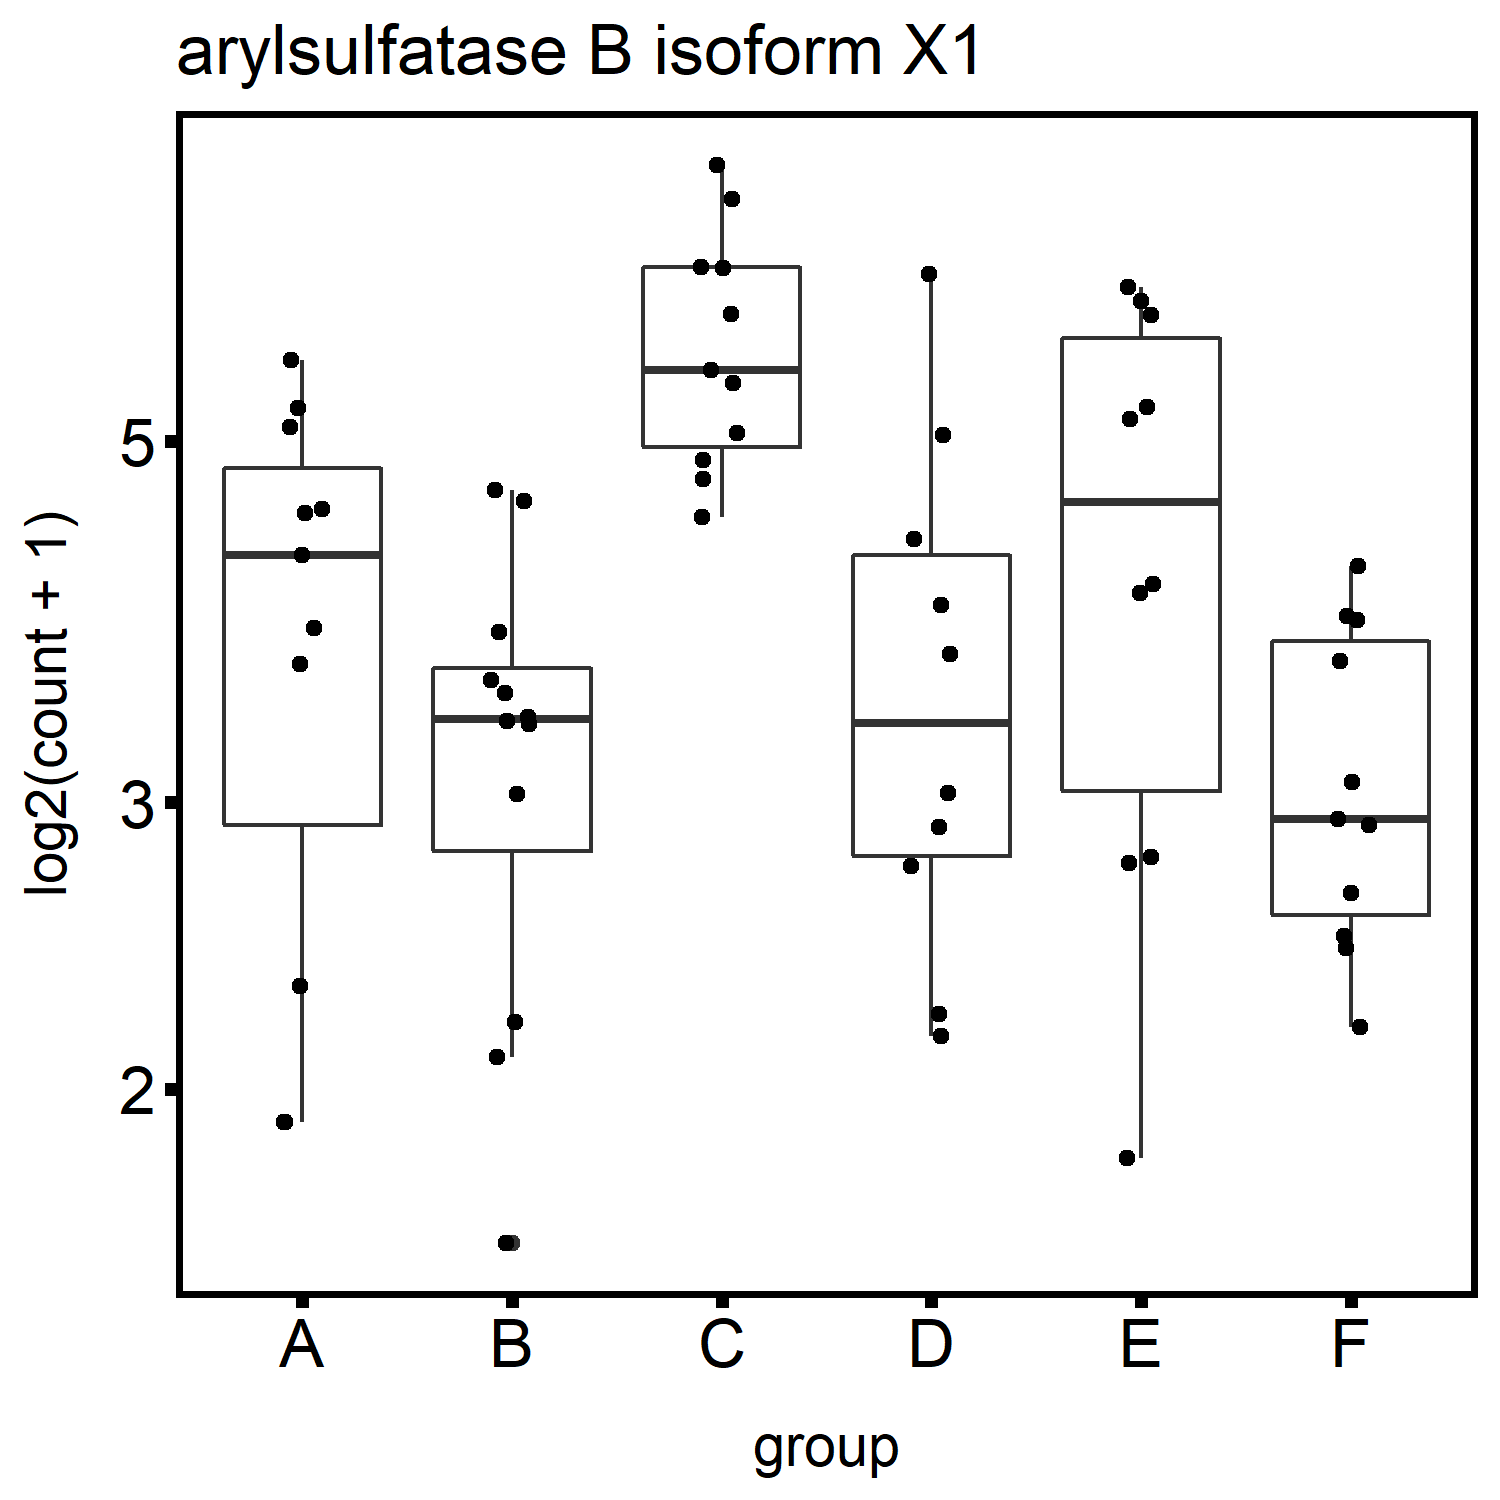 arylsulfatase B isoform X1
log2(count + 1)
5
3
2
A B C D E F
group